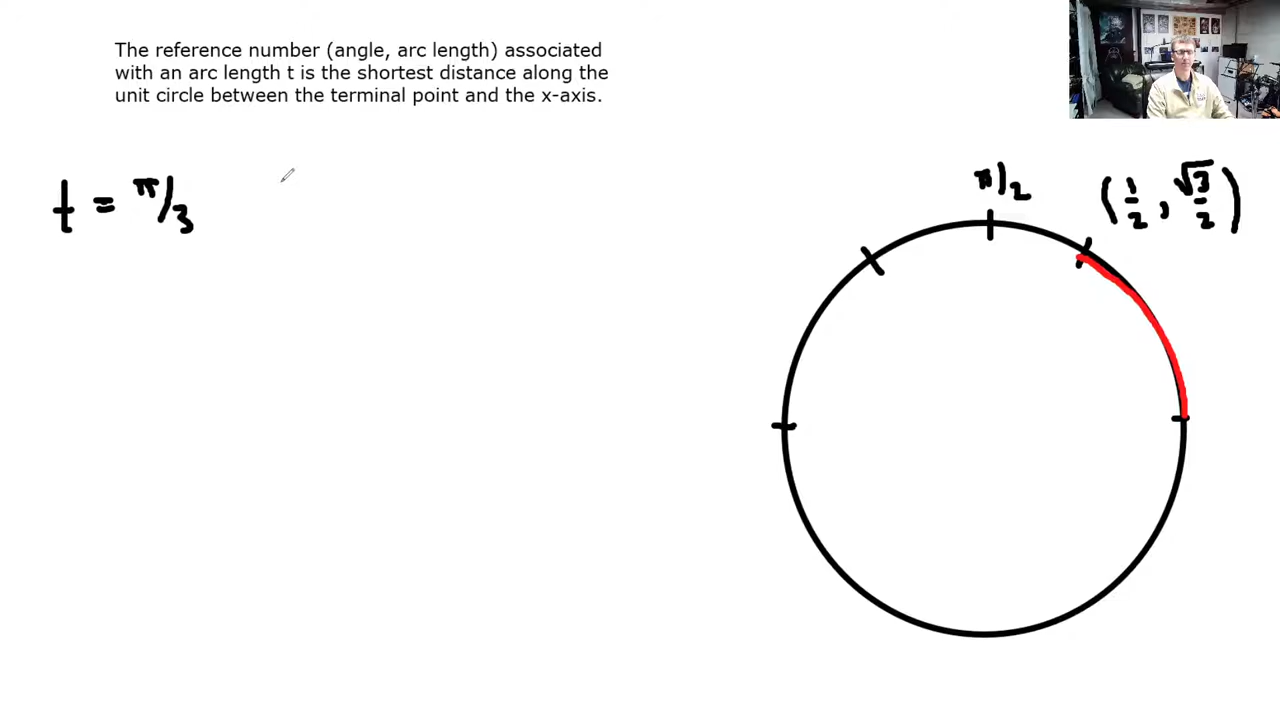 The reference number (angle, arc length) associated
with an arc length t is the shortest distance along the
unit circle between the terminal point and the x-axis.
t = π/3
π/2
(1/2, √3/2)